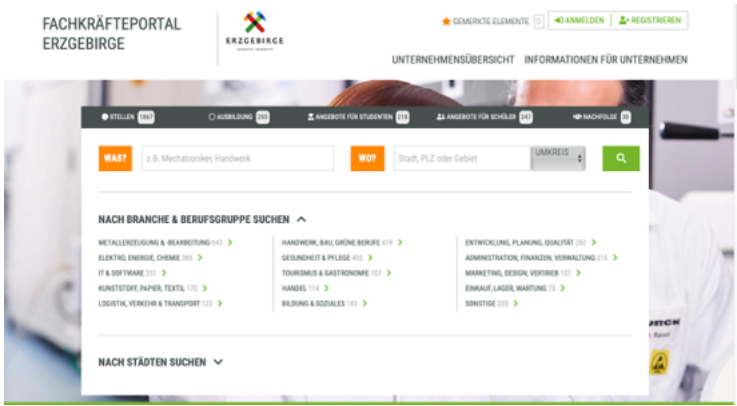 FACHKRÄFTEPORTAL
ERZGEBIRGE
ERZGEBIRGE
GEMERKTE ELEMENTE 0
ANMELDEN
REGISTRIEREN
UNTERNEHMENSÜBERSICHT INFORMATIONEN FÜR UNTERNEHMEN
STELLEN 1867
AUSBILDUNG 255
ANGEBOTE FÜR STUDENTEN 218
ANGEBOTE FÜR SCHÜLER 247
NACHFOLGE 30
WAS? z.B. Mechatroniker, Handwerk
WO? Stadt, PLZ oder Gebiet
UMKREIS
NACH BRANCHE & BERUFSGRUPPE SUCHEN
METALLERZEUGUNG & -BEARBEITUNG 643
ELEKTRO, ENERGIE, CHEMIE 365
IT & SOFTWARE 251
KUNSTSTOFF, PAPIER, TEXTIL 170
LOGISTIK, VERKEHR & TRANSPORT 123
HANDWERK, BAU, GRÜNE BERUFE 419
GESUNDHEIT & PFLEGE 402
TOURISMUS & GASTRONOMIE 107
HANDEL 114
BILDUNG & SOZIALES 143
ENTWICKLUNG, PLANUNG, QUALITÄT 292
ADMINISTRATION, FINANZEN, VERWALTUNG 215
MARKETING, DESIGN, VERTRIEB 107
EINKAUF, LAGER, WARTUNG 73
SONSTIGE 333
NACH STÄDTEN SUCHEN